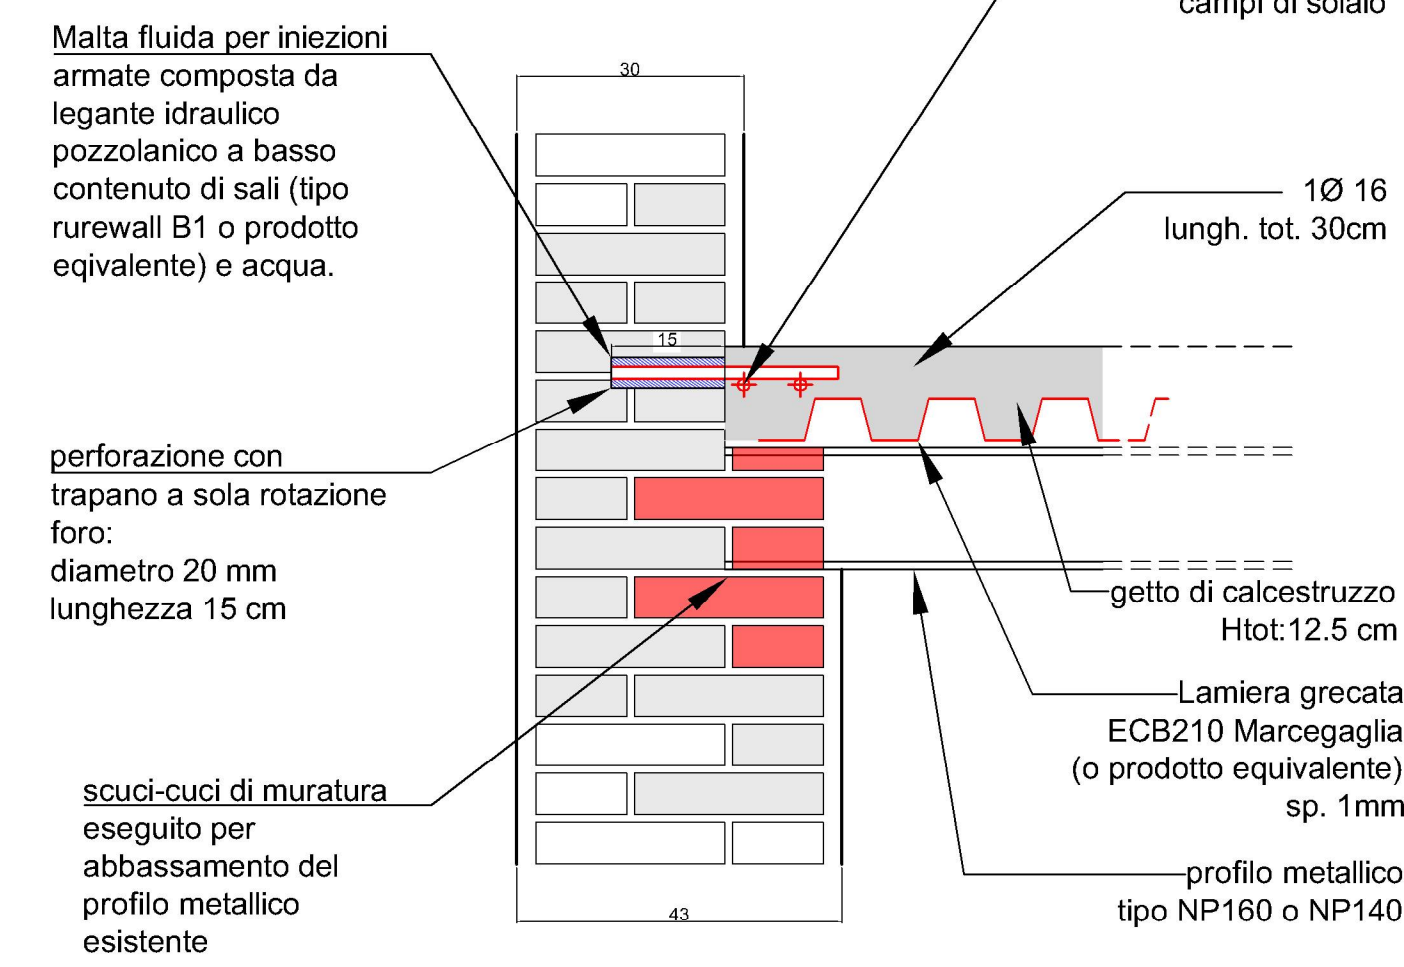 campi di solaio
Malta fluida per iniezioni
armate composta da
legante idraulico
pozzolanico a basso
contenuto di sali (tipo
rurewall B1 o prodotto
eqivalente) e acqua.
30
1Ø 16
lungh. tot. 30cm
15
perforazione con
trapano a sola rotazione
foro:
diametro 20 mm
lunghezza 15 cm
getto di calcestruzzo
Htot:12.5 cm
Lamiera grecata
ECB210 Marcegaglia
(o prodotto equivalente)
sp. 1mm
scuci-cuci di muratura
eseguito per
abbassamento del
profilo metallico
esistente
profilo metallico
tipo NP160 o NP140
43